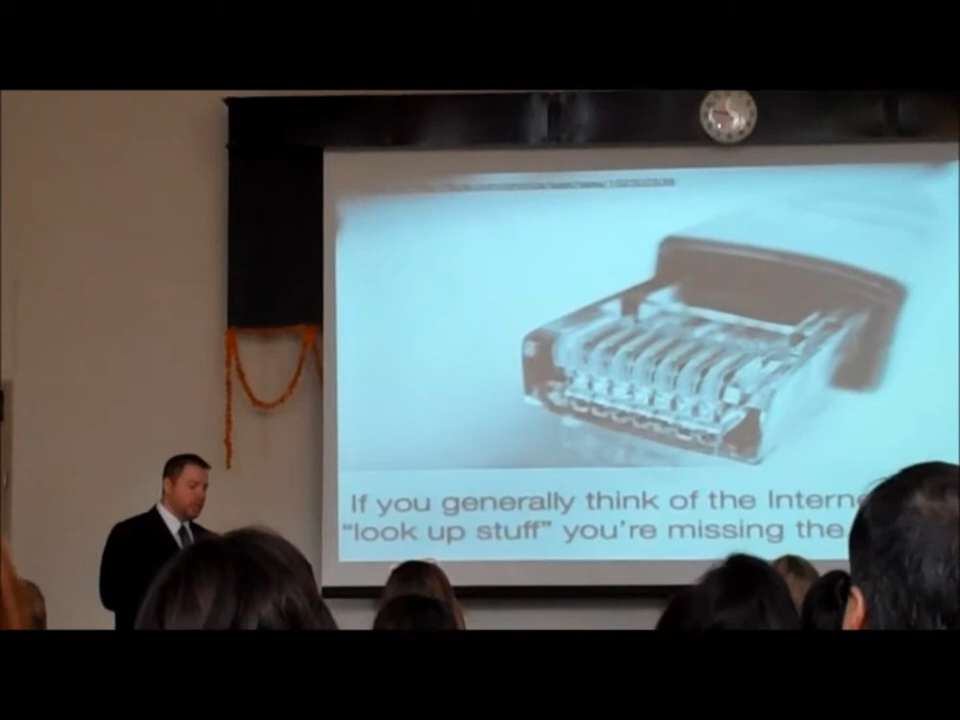 If you generally think of the Interne
“look up stuff” you're missing the